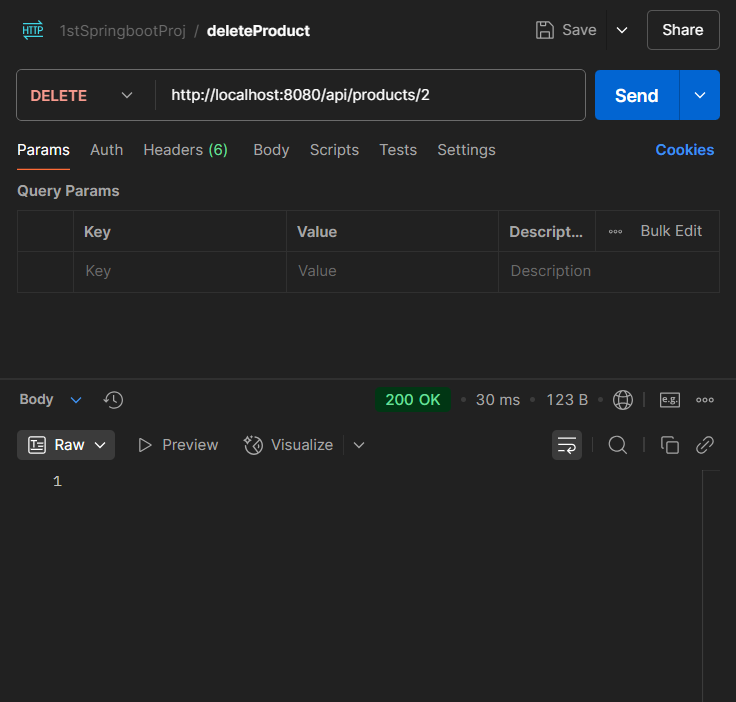 HTTP 1stSpringbootProj / deleteProduct Save Share
DELETE http://localhost:8080/api/products/2 Send
Params Auth Headers (6) Body Scripts Tests Settings Cookies
Query Params
Key Value Descript... Bulk Edit
Key Value Description
Body 200 OK 30 ms 123 B e.g.
Raw Preview Visualize
1